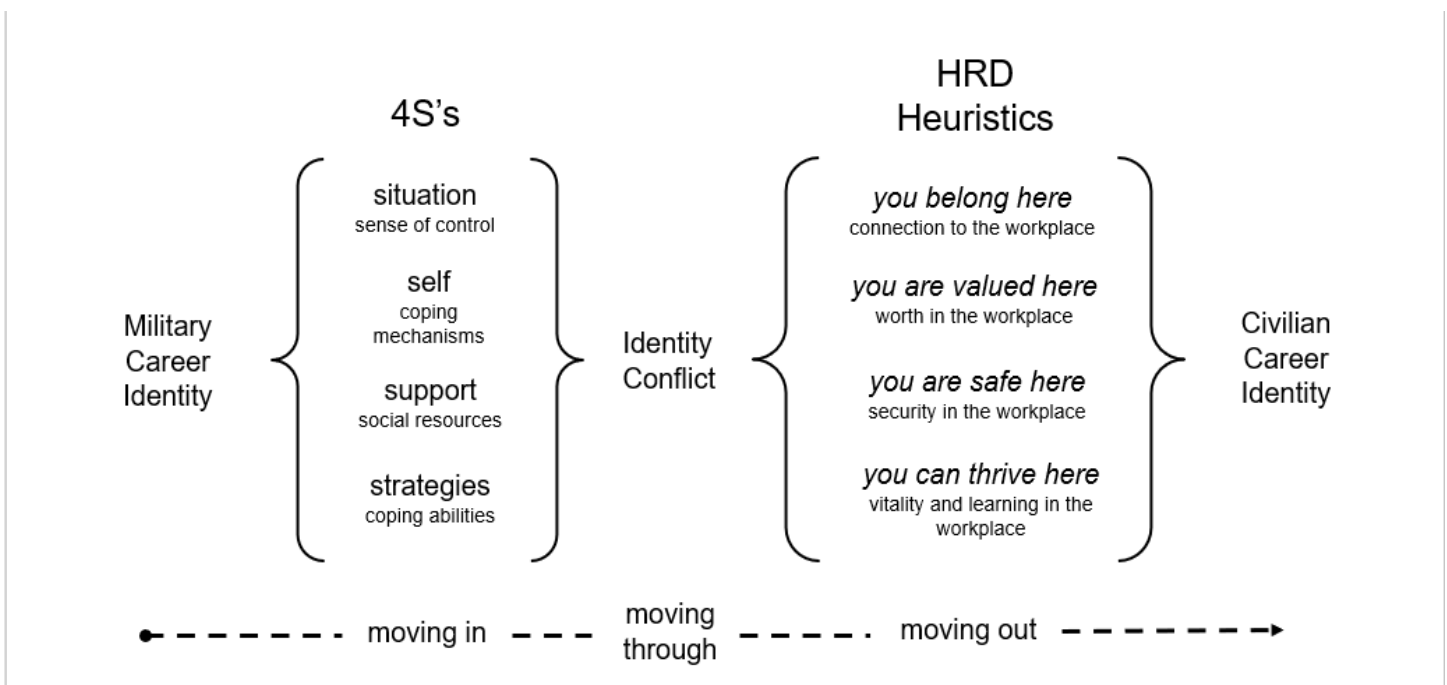 4S's
situation
sense of control
self
coping
mechanisms
support
social resources
strategies
coping abilities
HRD
Heuristics
you belong here
connection to the workplace
you are valued here
worth in the workplace
you are safe here
security in the workplace
you can thrive here
vitality and learning in the
workplace
Military
Career
Identity
Identity
Conflict
Civilian
Career
Identity
moving in
moving
through
moving out